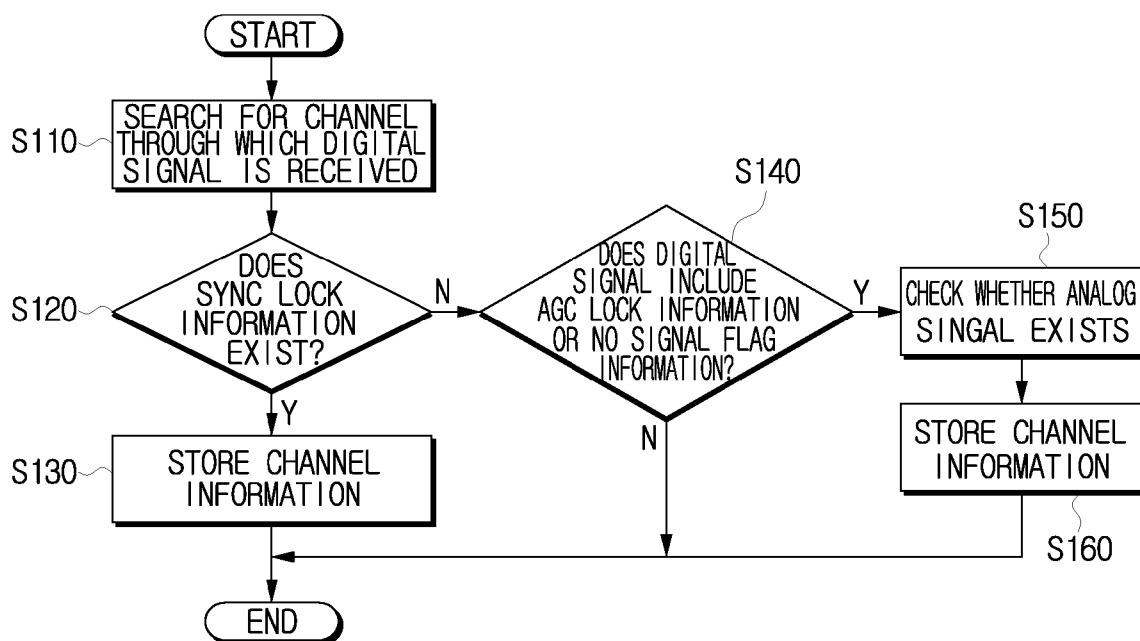 START
S110
SEARCH FOR CHANNEL
THROUGH WHICH DIGITAL
SIGNAL IS RECEIVED
S120
DOES
SYNC LOCK
INFORMATION
EXIST?
N
Y
S130
STORE CHANNEL
INFORMATION
S140
DOES DIGITAL
SIGNAL INCLUDE
AGC LOCK INFORMATION
OR NO SIGNAL FLAG
INFORMATION?
Y
N
S150
CHECK WHETHER ANALOG
SINGAL EXISTS
STORE CHANNEL
INFORMATION
S160
END